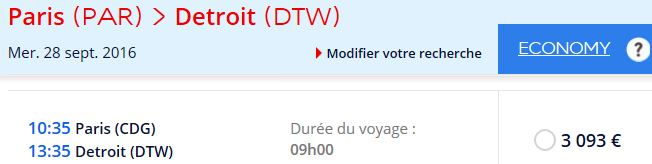 Paris (PAR) > Detroit (DTW)
Mer. 28 sept. 2016
Modifier votre recherche
ECONOMY ?
10:35 Paris (CDG)
13:35 Detroit (DTW)
Durée du voyage :
09h00
3 093 €